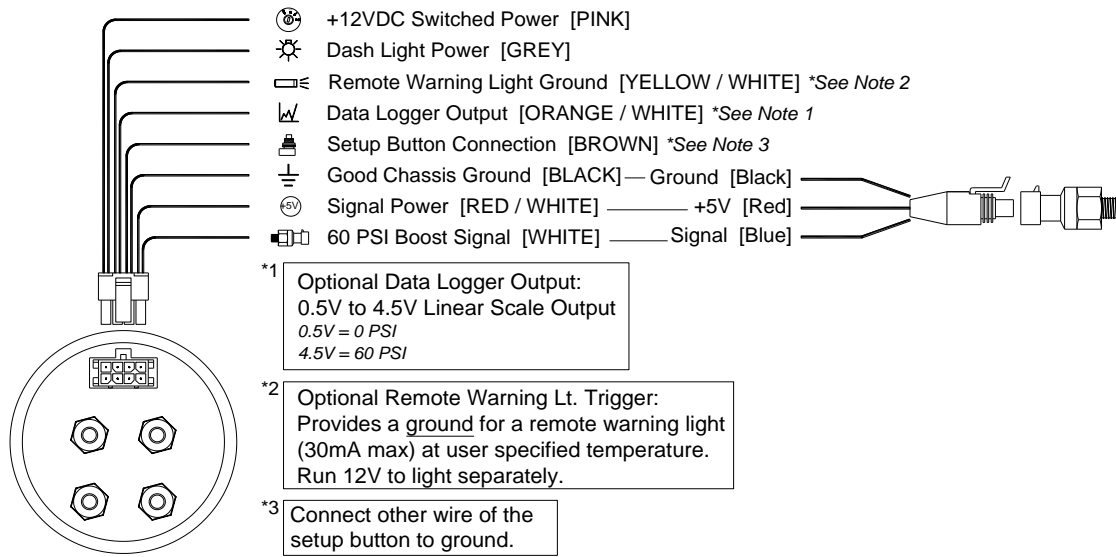 +12VDC Switched Power [PINK]
Dash Light Power [GREY]
Remote Warning Light Ground [YELLOW / WHITE] *See Note 2
Data Logger Output [ORANGE / WHITE] *See Note 1
Setup Button Connection [BROWN] *See Note 3
Good Chassis Ground [BLACK] Ground [Black]
+5V Signal Power [RED / WHITE] +5V [Red]
60 PSI Boost Signal [WHITE] Signal [Blue]
*1
Optional Data Logger Output:
0.5V to 4.5V Linear Scale Output
0.5V = 0 PSI
4.5V = 60 PSI
*2
Optional Remote Warning Lt. Trigger:
Provides a ground for a remote warning light
(30mA max) at user specified temperature.
Run 12V to light separately.
*3
Connect other wire of the
setup button to ground.